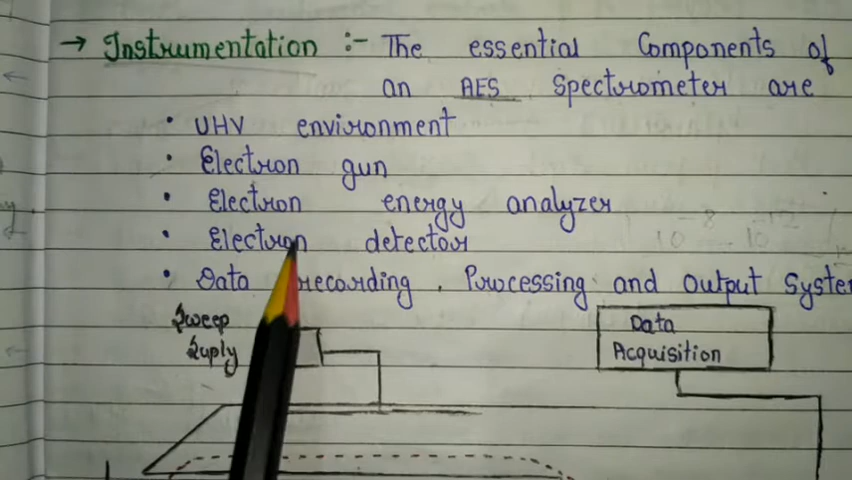 → Instrumentation :- The essential Components of
an AES Spectrometer are
• UHV environment
• Electron gun
• Electron energy analyzer
• Electron detector
• Data recording, Processing and Output Syste
Sweep
Suply
Data
Acquisition